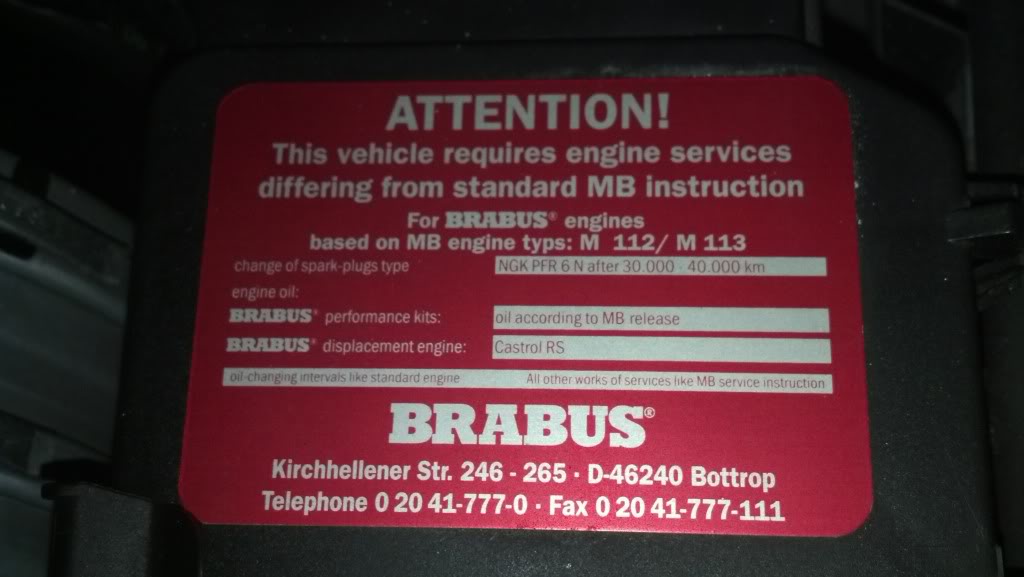 ATTENTION!
This vehicle requires engine services
differing from standard MB instruction
For BRABUS® engines
based on MB engine typs: M 112/ M 113
change of spark-plugs type NGK PFR 6 N after 30.000 - 40.000 km
engine oil:
BRABUS® performance kits: oil according to MB release
BRABUS® displacement engine: Castrol RS
oil-changing intervals like standard engine All other works of services like MB service instruction
BRABUS®
Kirchhellener Str. 246 - 265 · D-46240 Bottrop
Telephone 0 20 41-777-0 · Fax 0 20 41-777-111